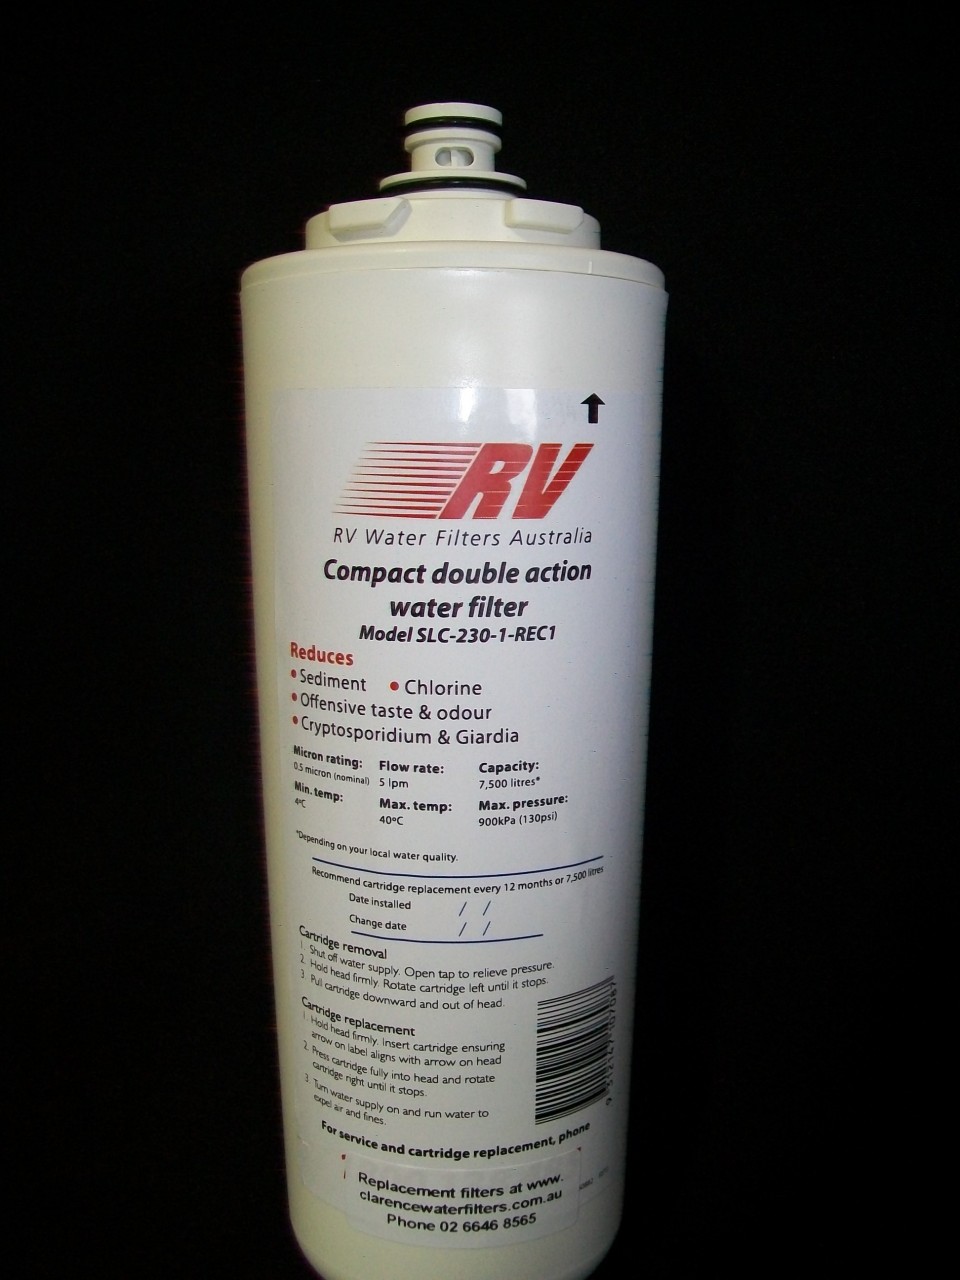 RV
RV Water Filters Australia
Compact double action
water filter
Model SLC-230-1-REC1
Reduces
• Sediment • Chlorine
• Offensive taste & odour
• Cryptosporidium & Giardia
Micron rating: Flow rate: Capacity:
0.5 micron (nominal) 5 lpm 7,500 litres*
Min. temp: Max. temp: Max. pressure:
4ºC 40ºC 900kPa (130psi)
*Depending on your local water quality.
Recommend cartridge replacement every 12 months or 7,500 litres
Date installed / /
Change date / /
Cartridge removal
1. Shut off water supply. Open tap to relieve pressure.
2. Hold head firmly. Rotate cartridge left until it stops.
3. Pull cartridge downward and out of head.
Cartridge replacement
1. Hold head firmly. Insert cartridge ensuring
arrow on label aligns with arrow on head
2. Press cartridge fully into head and rotate
cartridge right until it stops.
3. Turn water supply on and run water to
expel air and fines.
For service and cartridge replacement, phone
Replacement filters at www.
clarencewaterfilters.com.au
Phone 02 6646 8565